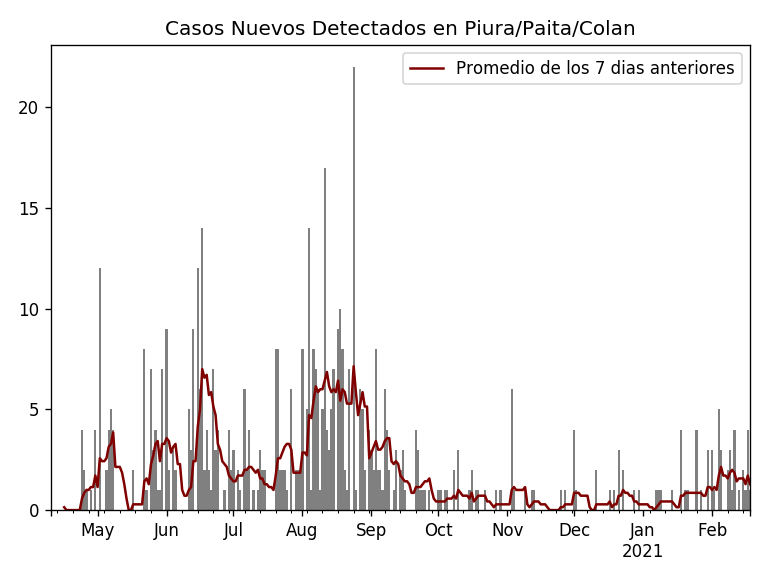 Casos Nuevos Detectados en Piura/Paita/Colan
Promedio de los 7 dias anteriores
20
15
10
5
0
May Jun Jul Aug Sep Oct Nov Dec Jan Feb
2021